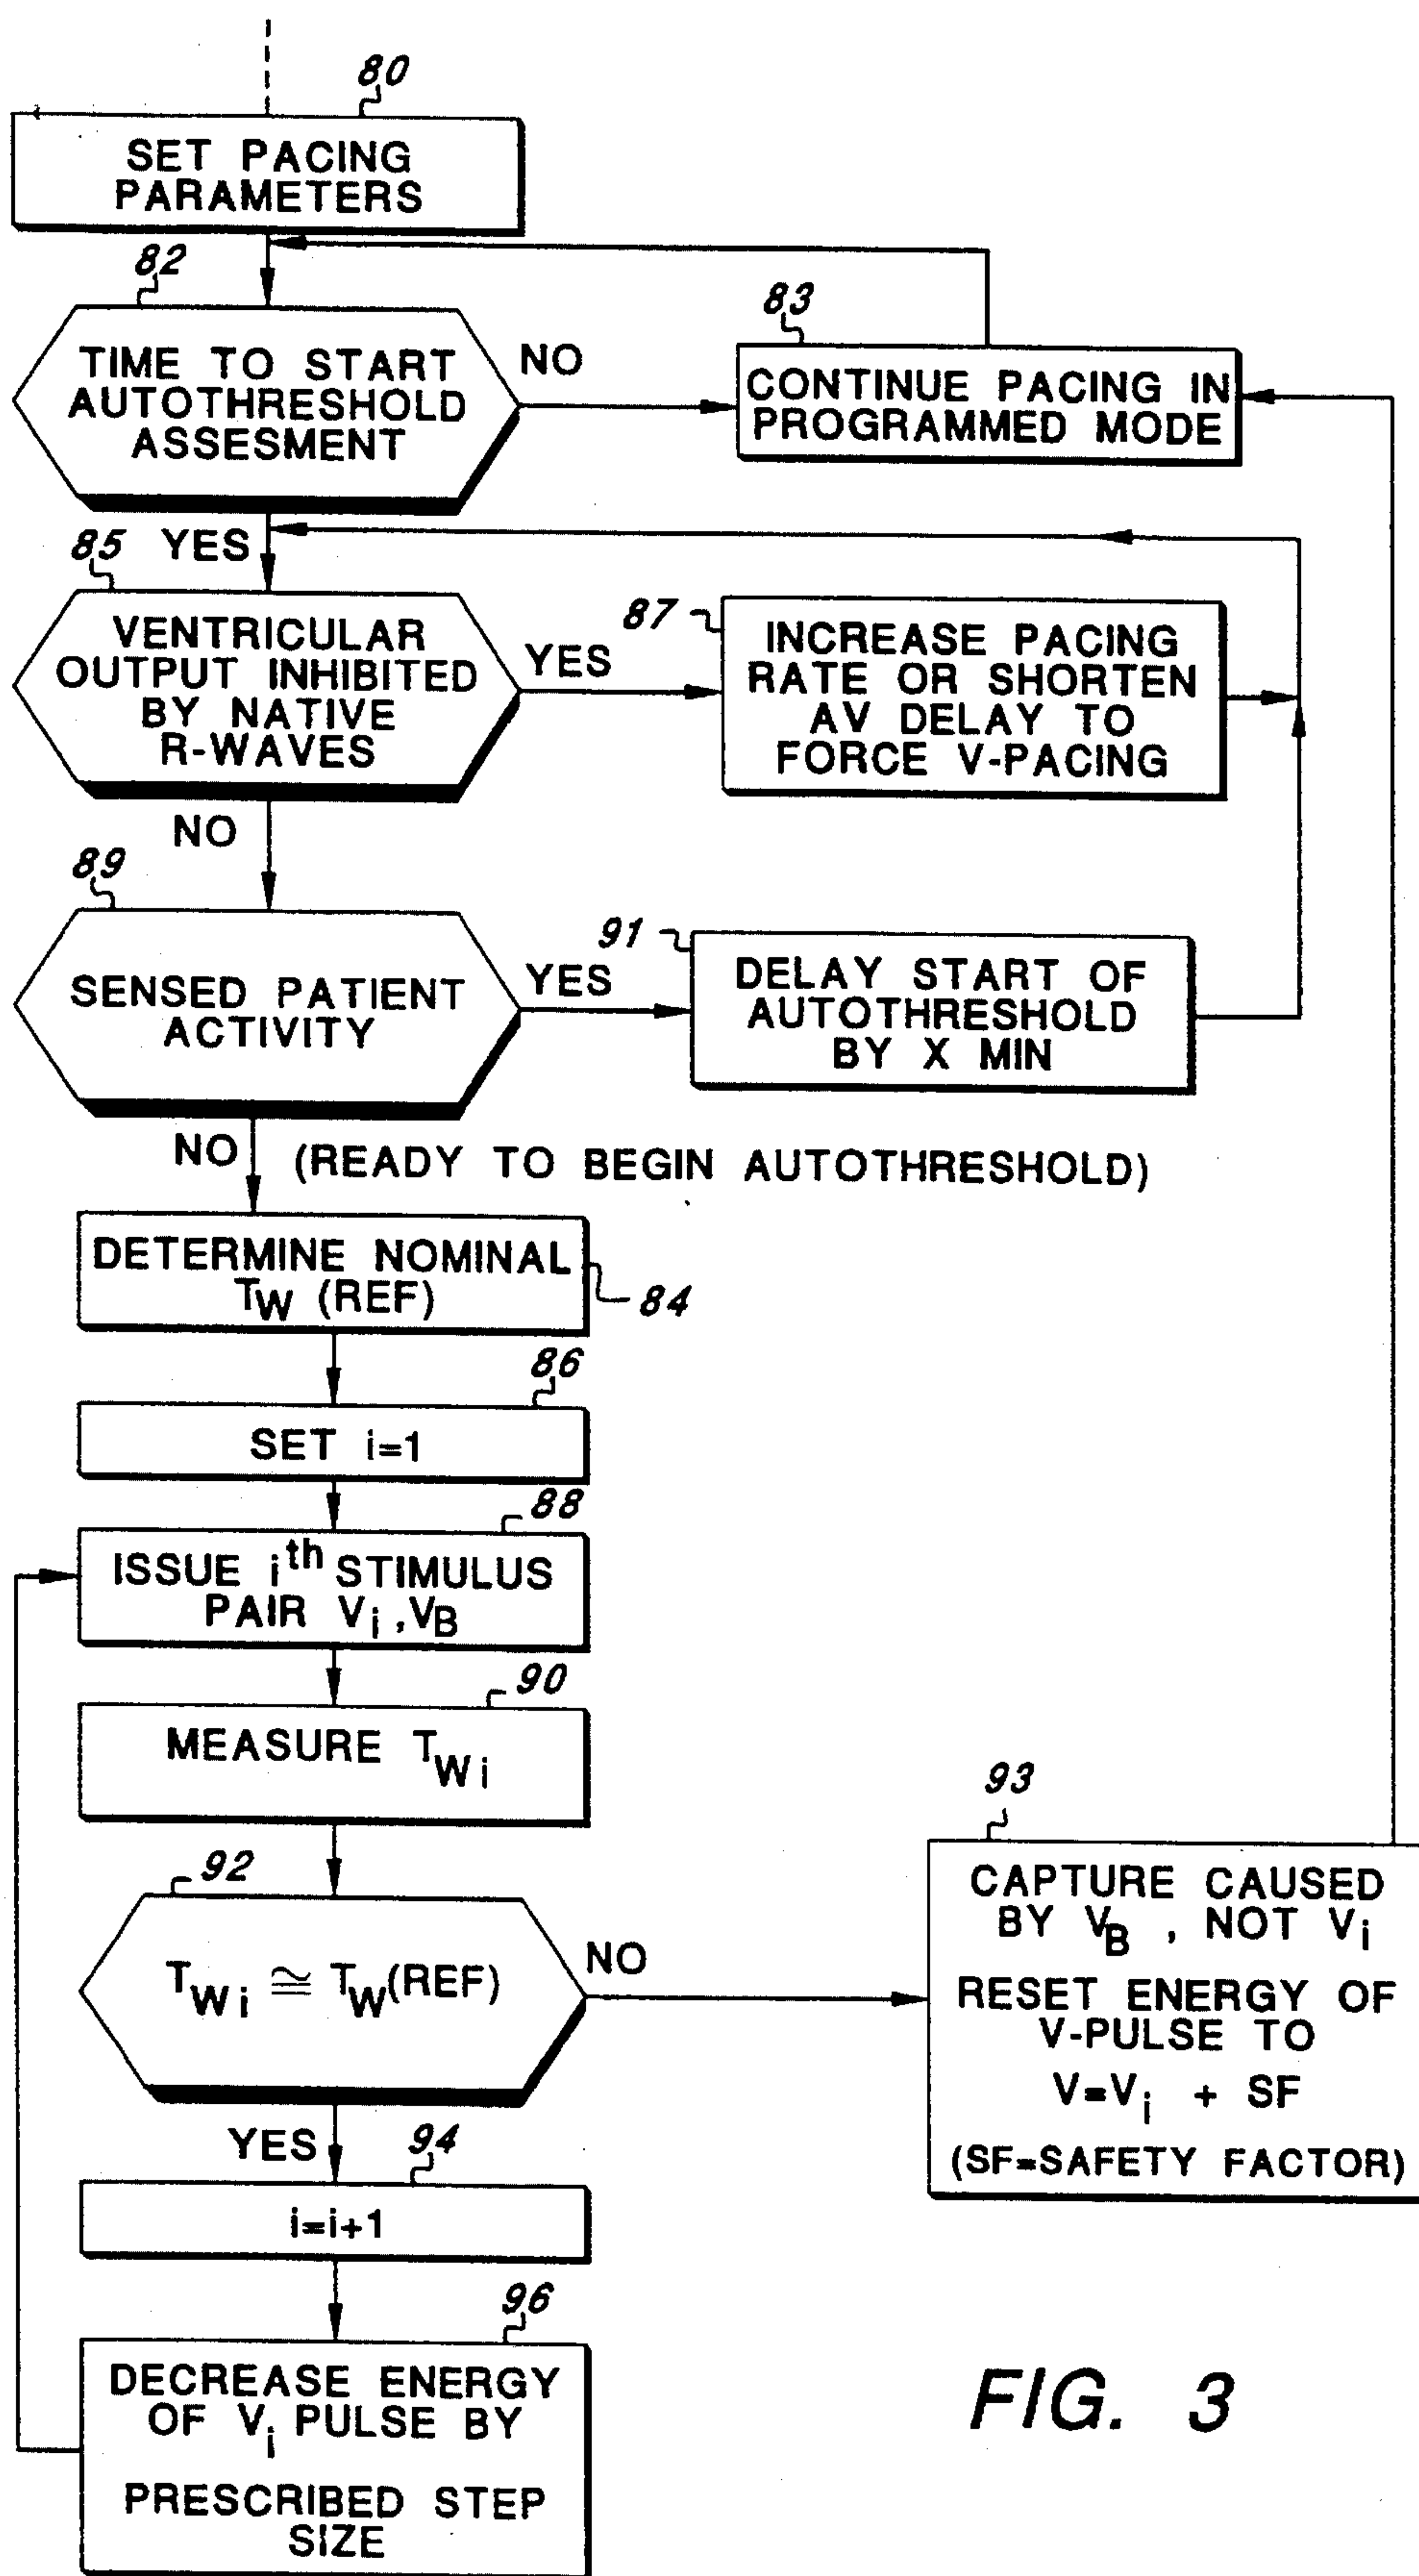 80
SET PACING
PARAMETERS
82
TIME TO START
AUTOTHRESHOLD
ASSESMENT
NO
83
CONTINUE PACING IN
PROGRAMMED MODE
YES
85
VENTRICULAR
OUTPUT INHIBITED
BY NATIVE
R-WAVES
YES
87
INCREASE PACING
RATE OR SHORTEN
AV DELAY TO
FORCE V-PACING
NO
89
SENSED PATIENT
ACTIVITY
YES
91
DELAY START OF
AUTOTHRESHOLD
BY X MIN
NO
(READY TO BEGIN AUTOTHRESHOLD)
DETERMINE NOMINAL
TW (REF)
84
86
SET i=1
88
ISSUE ith STIMULUS
PAIR Vi ,VB
90
MEASURE TWi
92
TWi ≅ TW(REF)
NO
93
CAPTURE CAUSED
BY VB , NOT Vi
RESET ENERGY OF
V-PULSE TO
V=Vi + SF
(SF=SAFETY FACTOR)
YES
94
i=i+1
96
DECREASE ENERGY
OF Vi PULSE BY
PRESCRIBED STEP
SIZE
FIG. 3